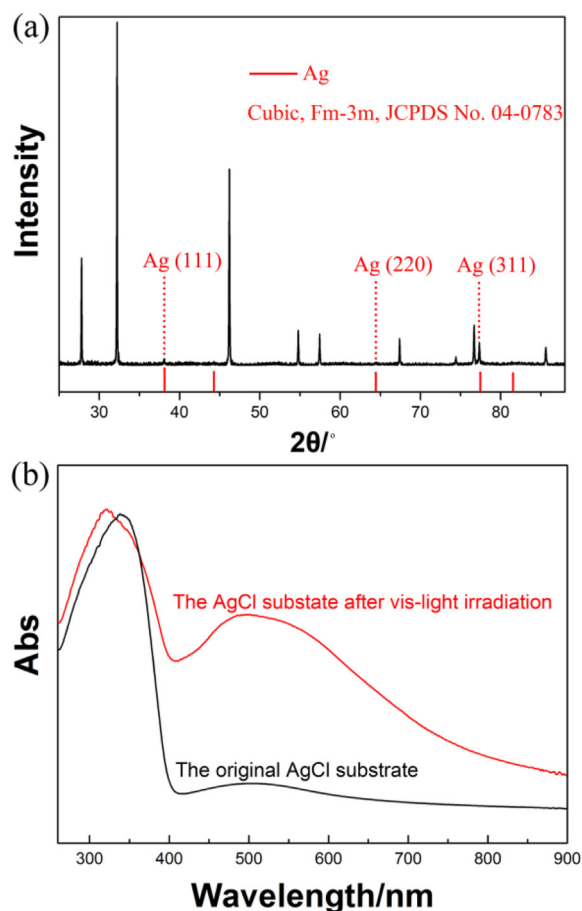 (a)
Intensity
Ag
Cubic, Fm-3m, JCPDS No. 04-0783
Ag (111)
Ag (220)
Ag (311)
30
40
50
60
70
80
2θ/°
(b)
Abs
The AgCl substate after vis-light irradiation
The original AgCl substrate
300
400
500
600
700
800
900
Wavelength/nm